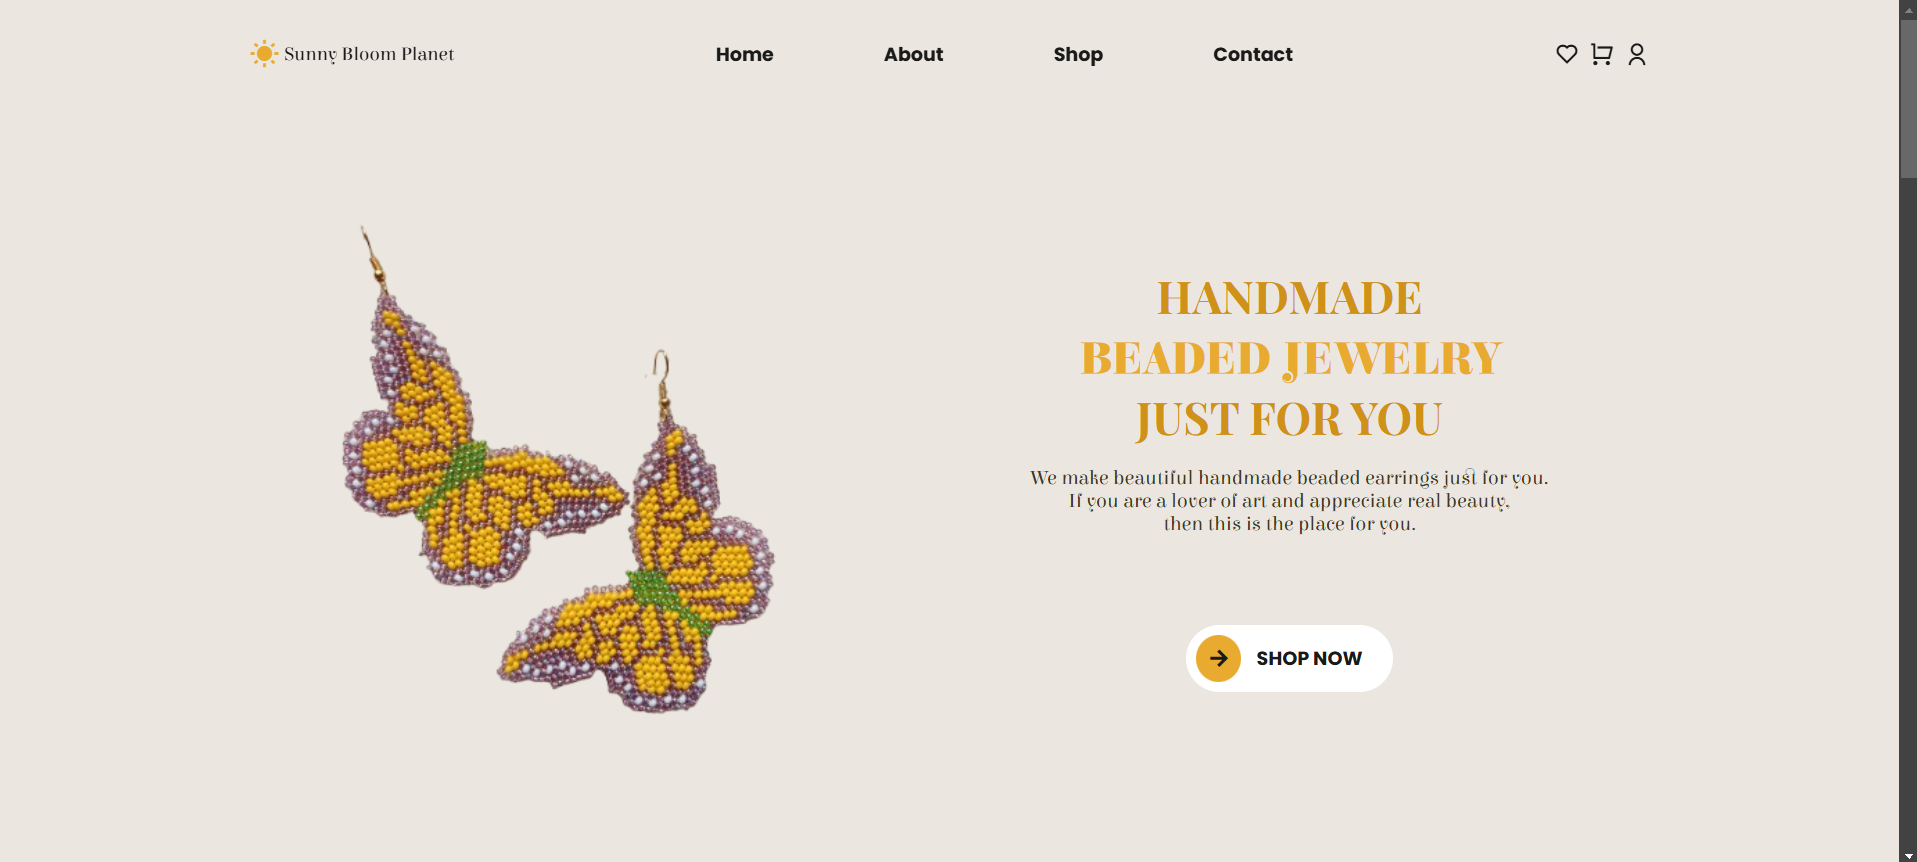 Sunny Bloom Planet
Home
About
Shop
Contact
HANDMADE
BEADED JEWELRY
JUST FOR YOU
We make beautiful handmade beaded earrings just for you.
If you are a lover of art and appreciate real beauty,
then this is the place for you.
SHOP NOW